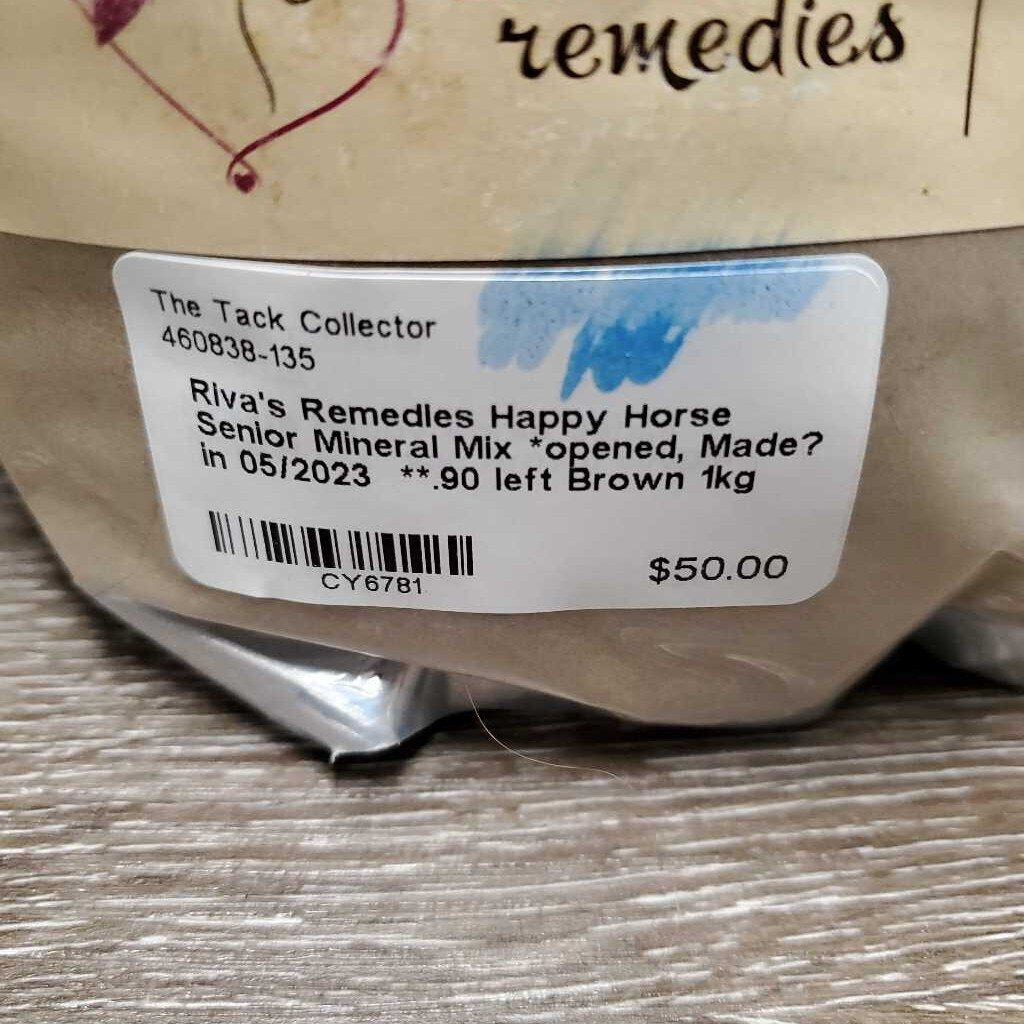 remedies
The Tack Collector
460838-135
Riva's Remedies Happy Horse
Senior Mineral Mix *opened, Made?
in 05/2023 **.90 left Brown 1kg
CY6781
$50.00